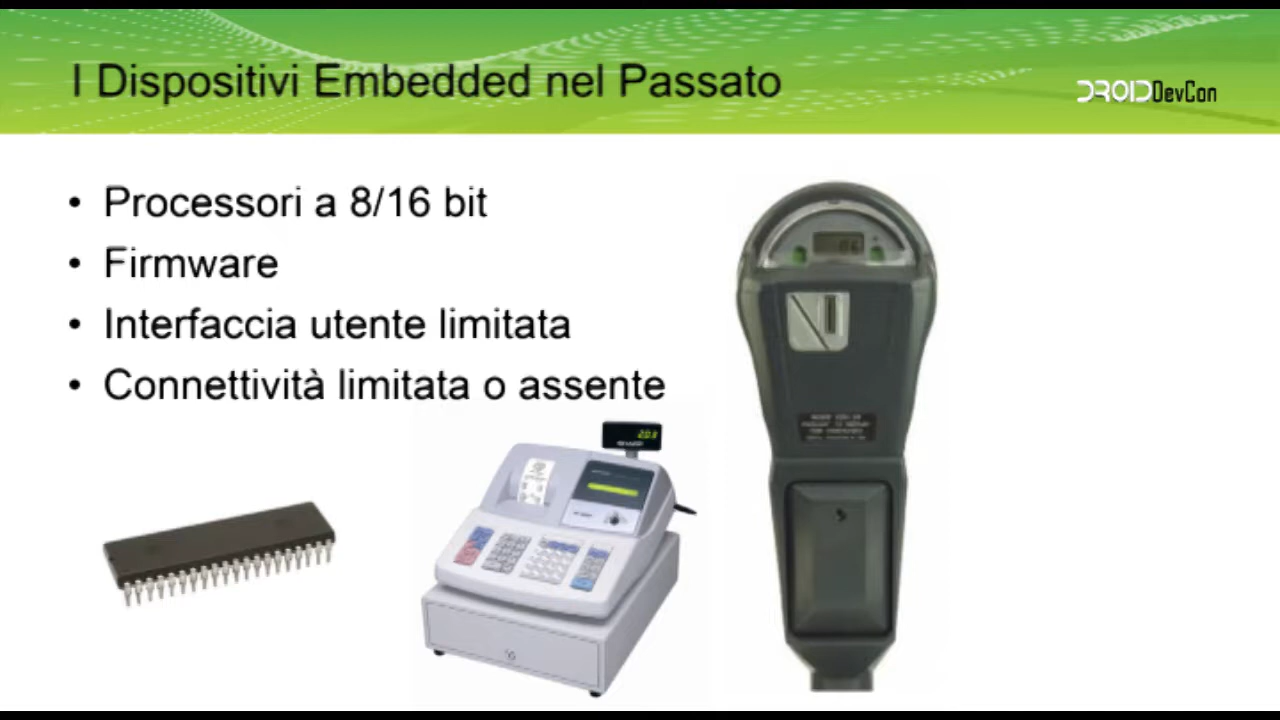 I Dispositivi Embedded nel Passato
DROIDDevCon
• Processori a 8/16 bit
• Firmware
• Interfaccia utente limitata
• Connettività limitata o assente